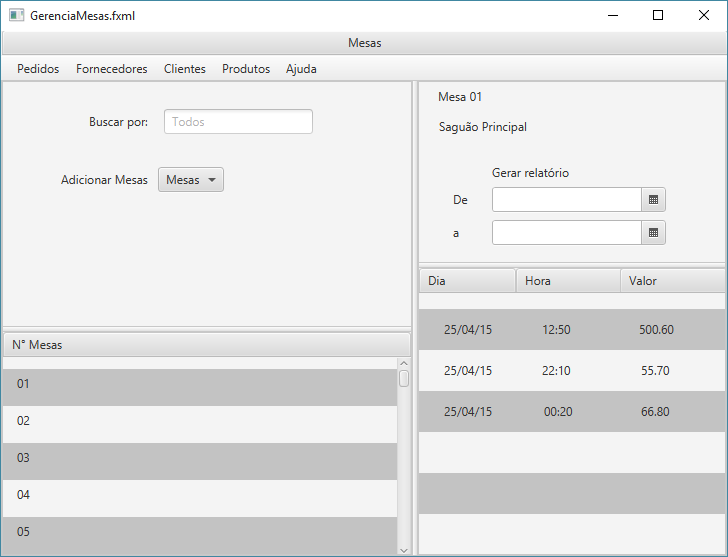 GerenciaMesas.fxml
Mesas
Pedidos Fornecedores Clientes Produtos Ajuda
Buscar por: Todos
Adicionar Mesas Mesas
N° Mesas
01
02
03
04
05
Mesa 01
Saguão Principal
Gerar relatório
De
a
Dia Hora Valor
25/04/15 12:50 500.60
25/04/15 22:10 55.70
25/04/15 00:20 66.80